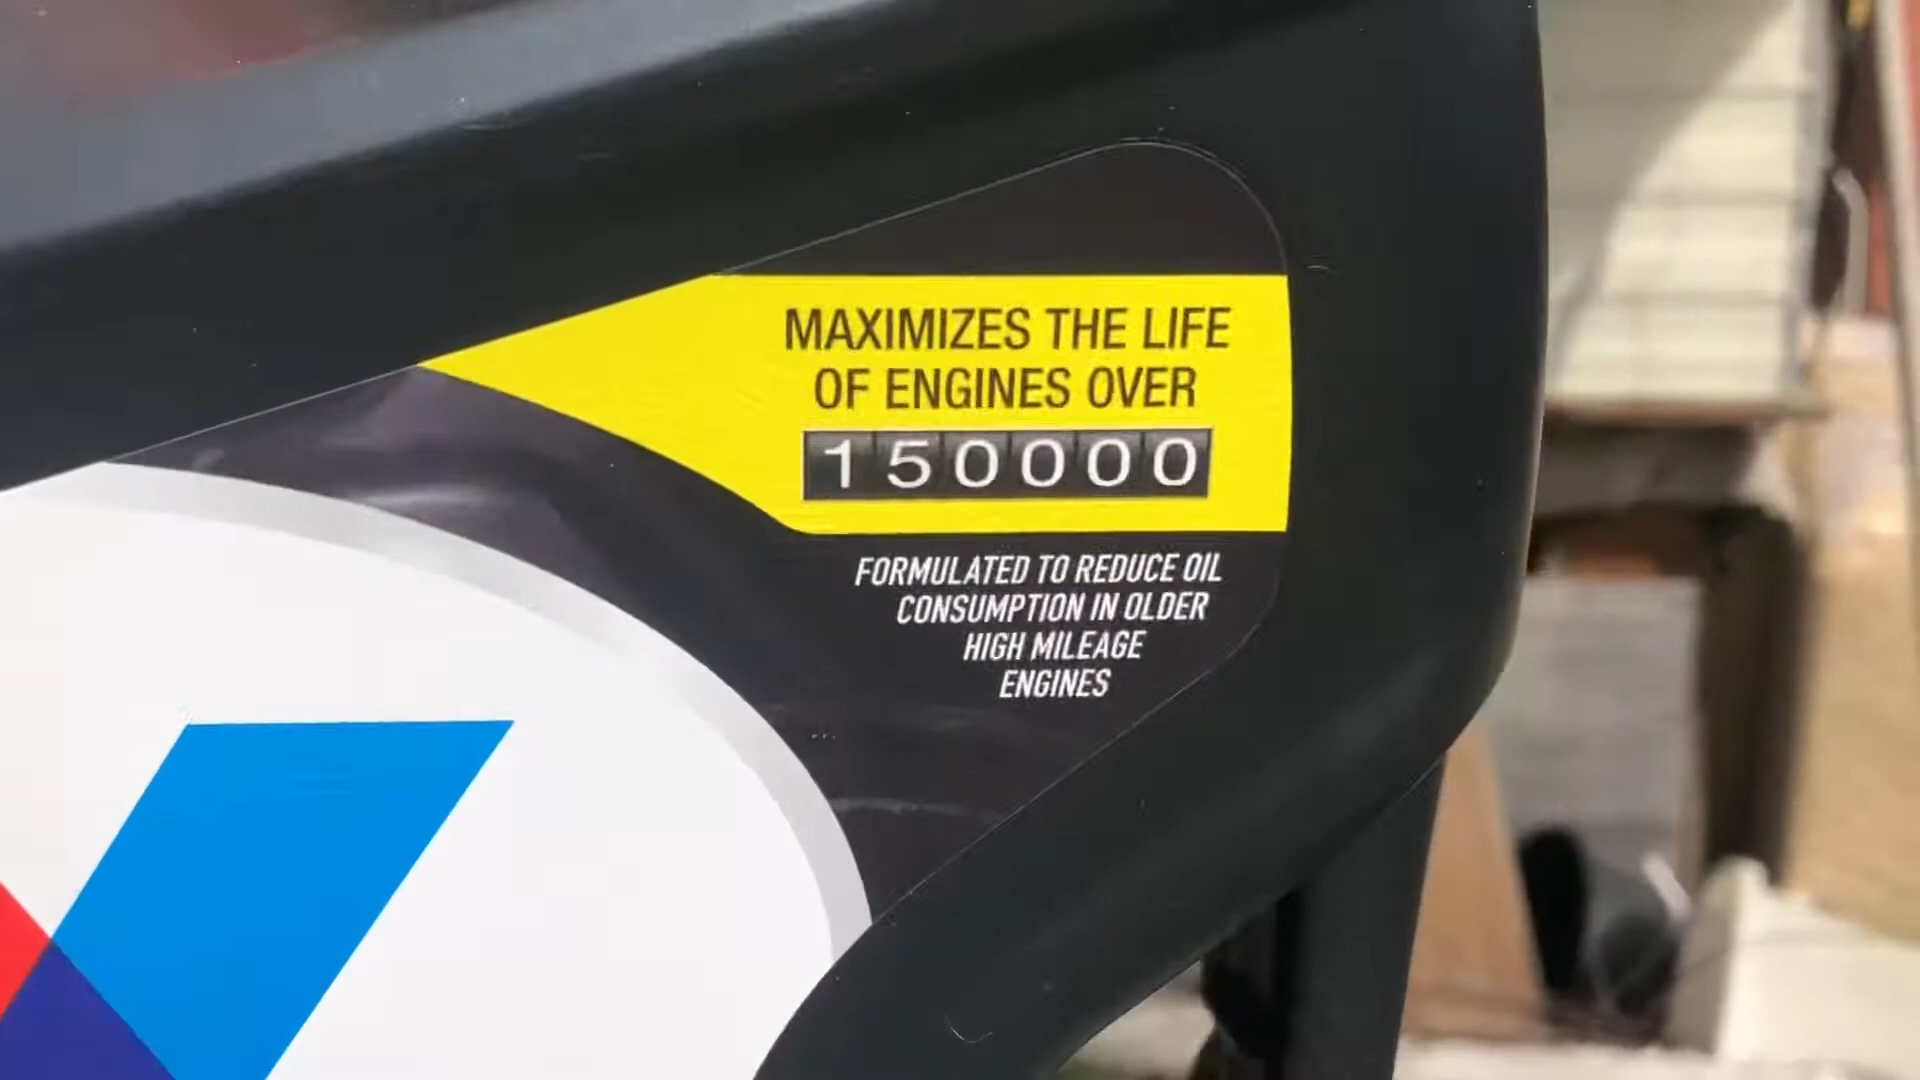 MAXIMIZES THE LIFE
OF ENGINES OVER
150000
FORMULATED TO REDUCE OIL
CONSUMPTION IN OLDER
HIGH MILEAGE
ENGINES